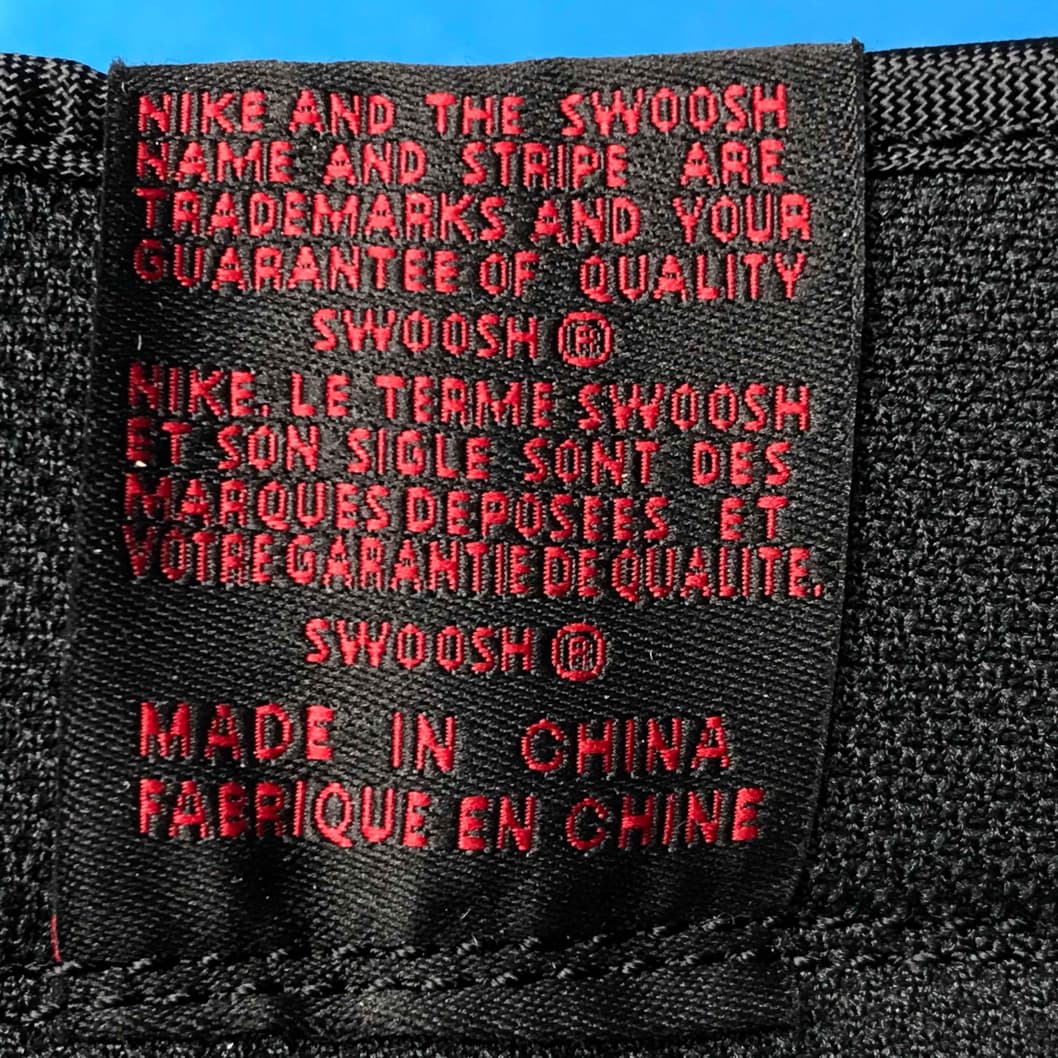 NIKE AND THE SWOOSH
NAME AND STRIPE ARE
TRADEMARKS AND YOUR
GUARANTEE OF QUALITY
SWOOSH ®
NIKE, LE TERME SWOOSH
ET SON SIGLE SONT DES
MARQUES DEPOSEES ET
VOTRE GARANTIE DE QUALITE.
SWOOSH ®
MADE IN CHINA
FABRIQUE EN CHINE